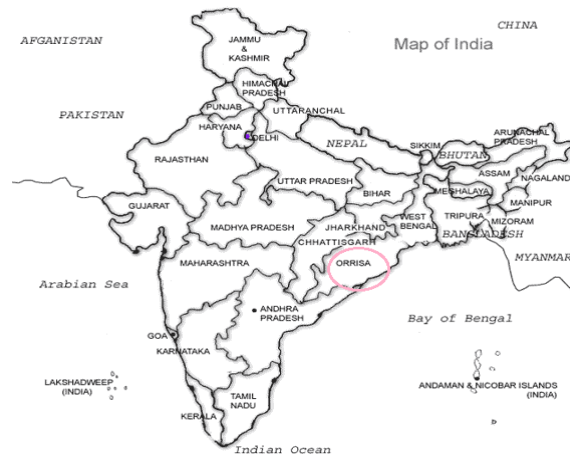 CHINA
AFGANISTAN
JAMMU
&
KASHMIR
Map of India
HIMACHAL
PRADESH
PUNJAB
UTTARANCHAL
PAKISTAN
HARYANA
DELHI
NEPAL
SIKKIM
ARUNACHAL
PRADESH
BHUTAN
RAJASTHAN
ASSAM
NAGALAND
UTTAR PRADESH
BIHAR
MESHALAYA
MANIPUR
GUJARAT
WEST
BENGAL
TRIPURA
MIZORAM
MADHYA PRADESH
JHARKHAND
BANGLADESH
CHHATTISGARH
MAHARASHTRA
ORRISA
MYANMAR
Arabian Sea
ANDHRA
PRADESH
Bay of Bengal
GOA
KARNATAKA
LAKSHADWEEP
(INDIA)
ANDAMAN & NICOBAR ISLANDS
(INDIA)
TAMIL
NADU
KERALA
Indian Ocean